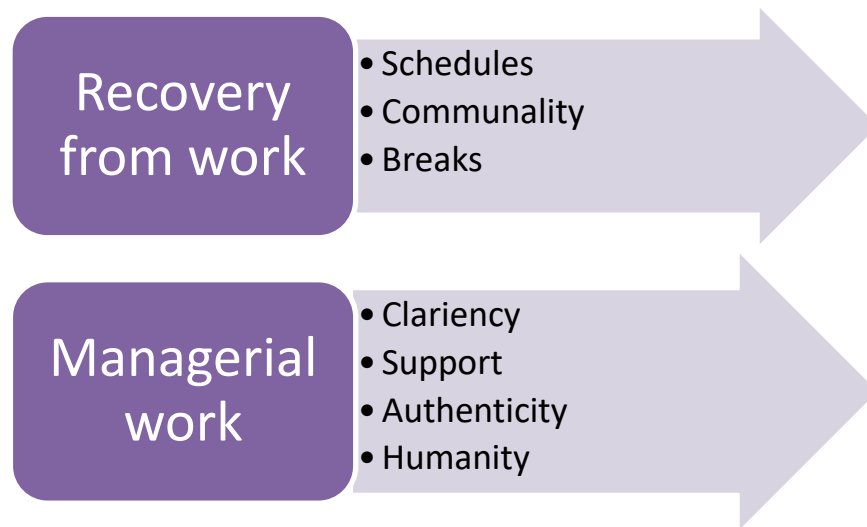 Recovery
from work
• Schedules
• Communality
• Breaks
Managerial
work
• Clariency
• Support
• Authenticity
• Humanity